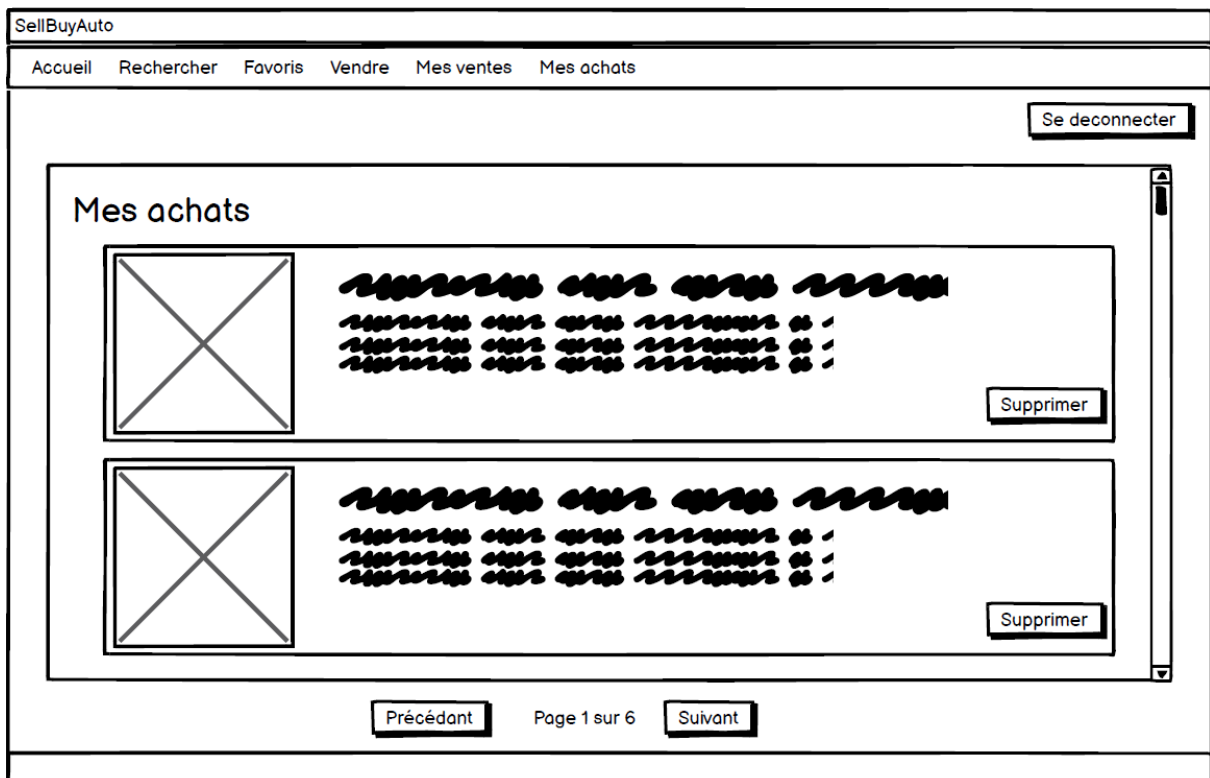 SellBuyAuto
Accueil Rechercher Favoris Vendre Mes ventes Mes achats
Se deconnecter
Mes achats
Supprimer
Supprimer
Précédant Page 1 sur 6 Suivant